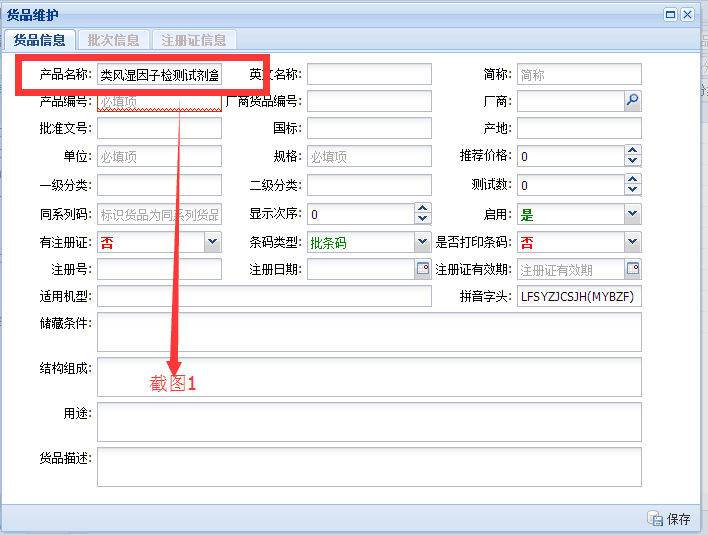 货品维护
货品信息 批次信息 注册证信息
产品名称: 类风湿因子检测试剂盒 英文名称: 简称: 简称
产品编号: 必填项 厂商货品编号: 厂商:
批准文号: 国标: 产地:
单位: 必填项 规格: 必填项 推荐价格: 0
一级分类: 二级分类: 测试数: 0
同系列码: 标识货品为同系列货品 显示次序: 0 启用: 是
有注册证: 否 条码类型: 批条码 是否打印条码: 否
注册号: 注册日期: 注册证有效期: 注册证有效期
适用机型: 拼音字头: LFSYZJCSJH(MYBZF)
储藏条件:
结构组成:
截图1
用途:
货品描述:
保存